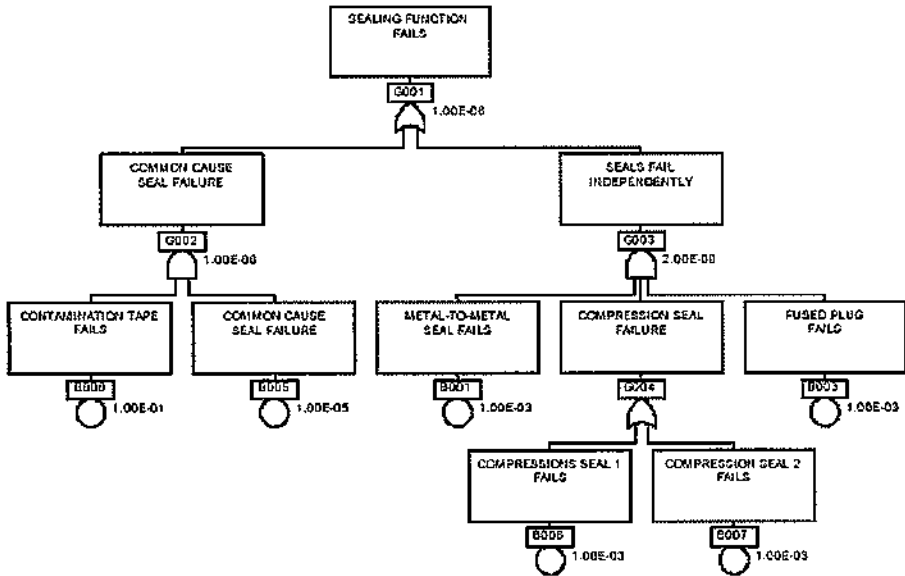 SEALING FUNCTION
FAILS
G001
1.00E-06
COMMON CAUSE
SEAL FAILURE
SEALS FAIL
INDEPENDENTLY
G002
1.00E-06
G003
CONTAMINATION TAPE
FAILS
COMMON CAUSE
SEAL FAILURE
METAL-TO-METAL
SEAL FAILS
COMPRESSION SEAL
FAILURE
FUSED PLUG
FAILS
1.00E-01
B005
1.00E-05
B001
1.00E-03
G004
B003
1.00E-03
COMPRESSIONS SEAL 1
FAILS
COMPRESSION SEAL 2
FAILS
B006
1.00E-03
B007
1.00E-03